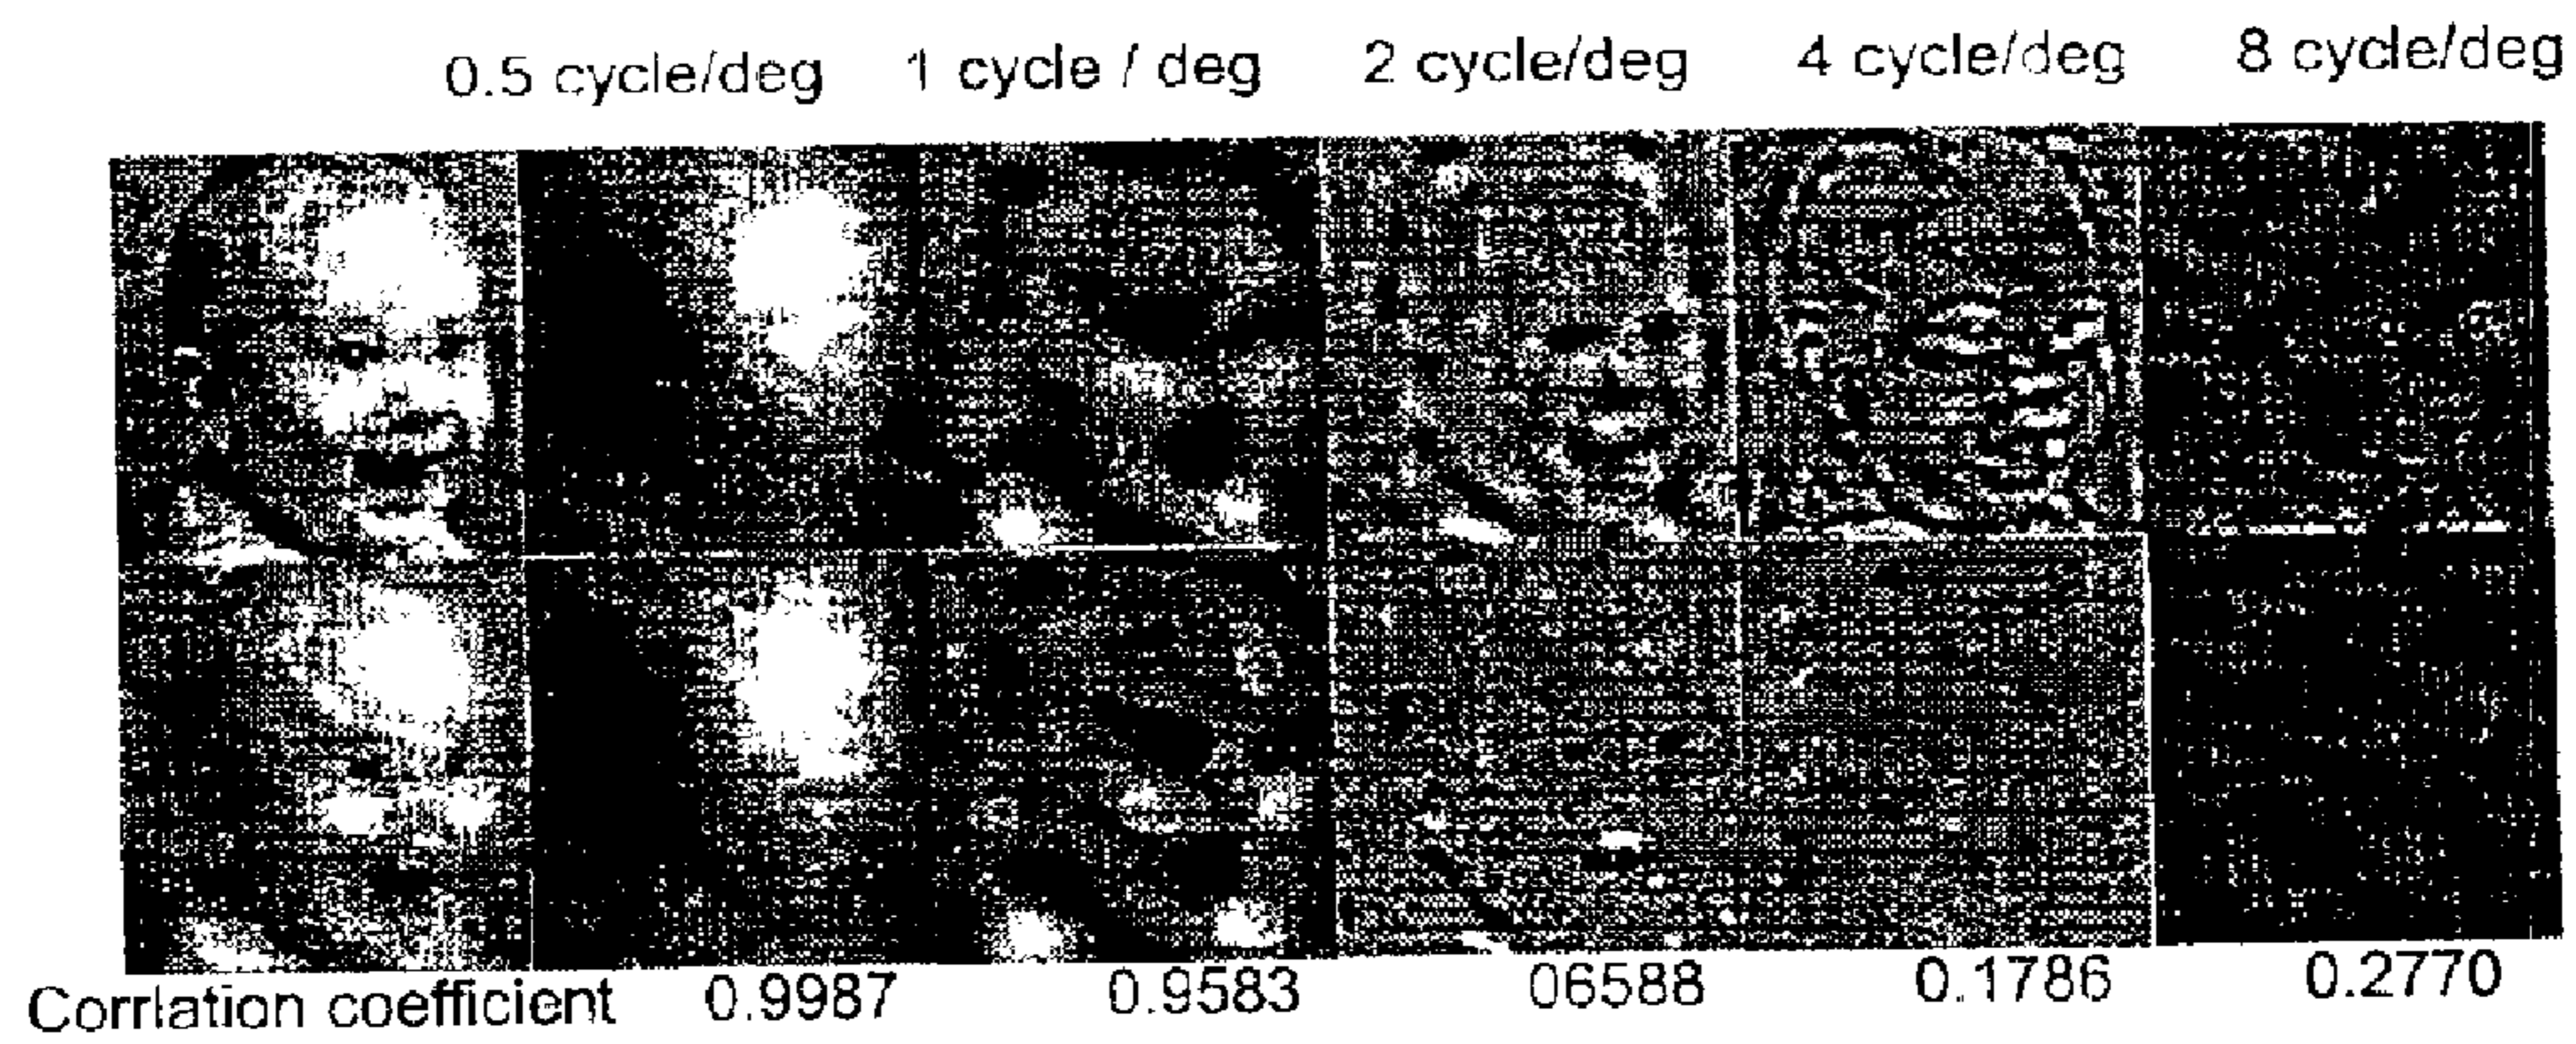 0.5 cycle/deg 1 cycle / deg 2 cycle/deg 4 cycle/deg 8 cycle/deg
Corrlation coefficient 0.9987 0.9583 06588 0.1786 0.2770